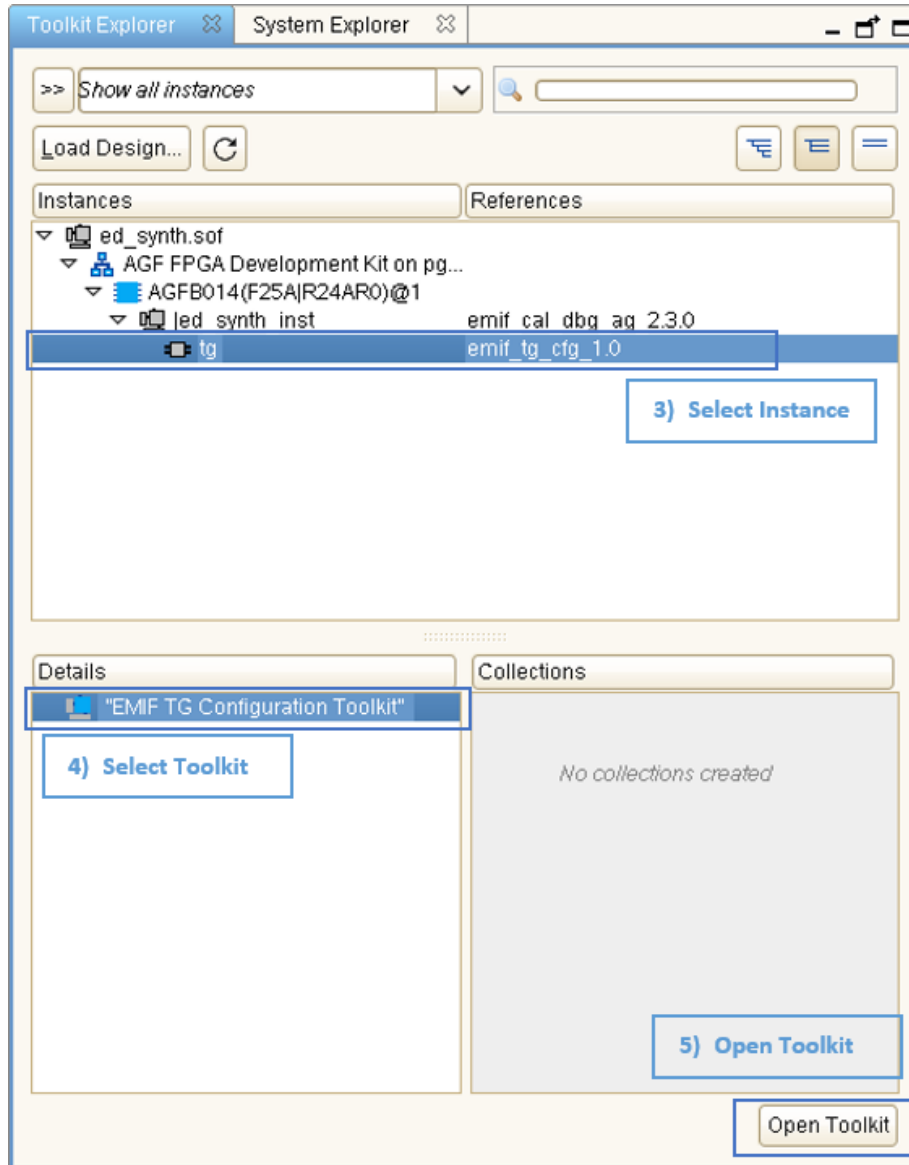 Toolkit Explorer System Explorer
>> Show all instances
Load Design...
Instances References
ed_synth.sof
AGF FPGA Development Kit on pg...
AGFB014(F25A|R24AR0)@1
|ed_synth_inst emif_cal_dbg_ag_2.3.0
tg emif_tg_cfg_1.0
3) Select Instance
Details Collections
"EMIF TG Configuration Toolkit"
4) Select Toolkit
No collections created
5) Open Toolkit
Open Toolkit